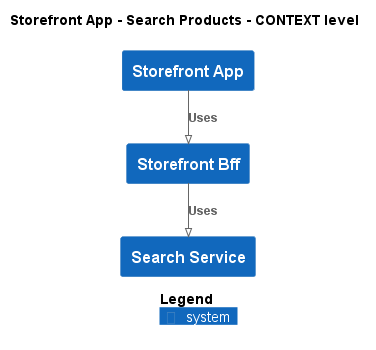 Storefront App - Search Products - CONTEXT level
Storefront App
Uses
Storefront Bff
Uses
Search Service
Legend
system